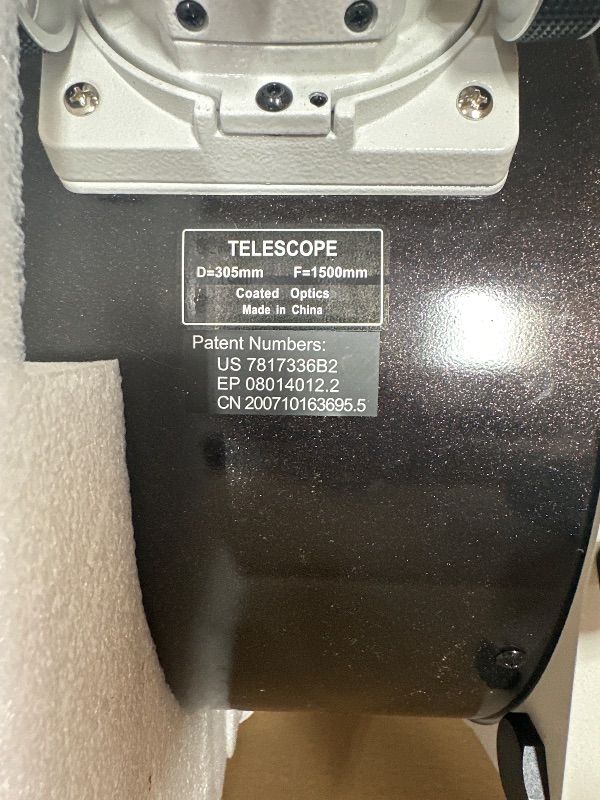 TELESCOPE
D=305mm F=1500mm
Coated Optics
Made in China
Patent Numbers:
US 7817336B2
EP 08014012.2
CN 200710163695.5